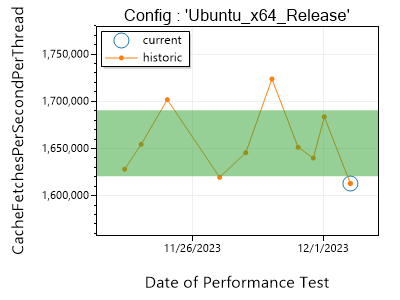 Config : 'Ubuntu_x64_Release'
CacheFetchesPerSecondPerThread
current
historic
1,750,000
1,700,000
1,650,000
1,600,000
11/26/2023
12/1/2023
Date of Performance Test